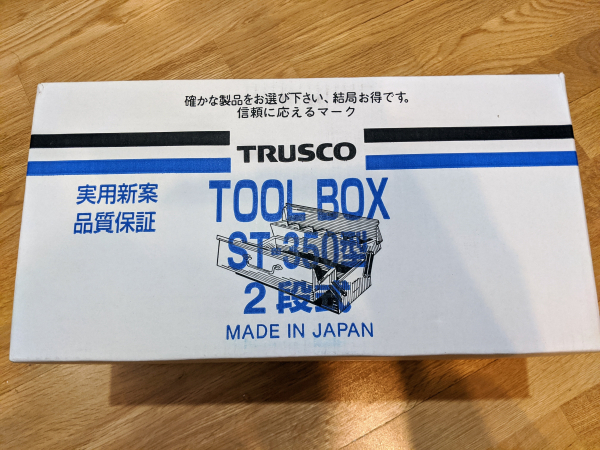 確かな製品をお選び下さい、結局お得です。
信頼に応えるマーク
TRUSCO
実用新案
品質保証
TOOL BOX
ST-350型
2段式
MADE IN JAPAN